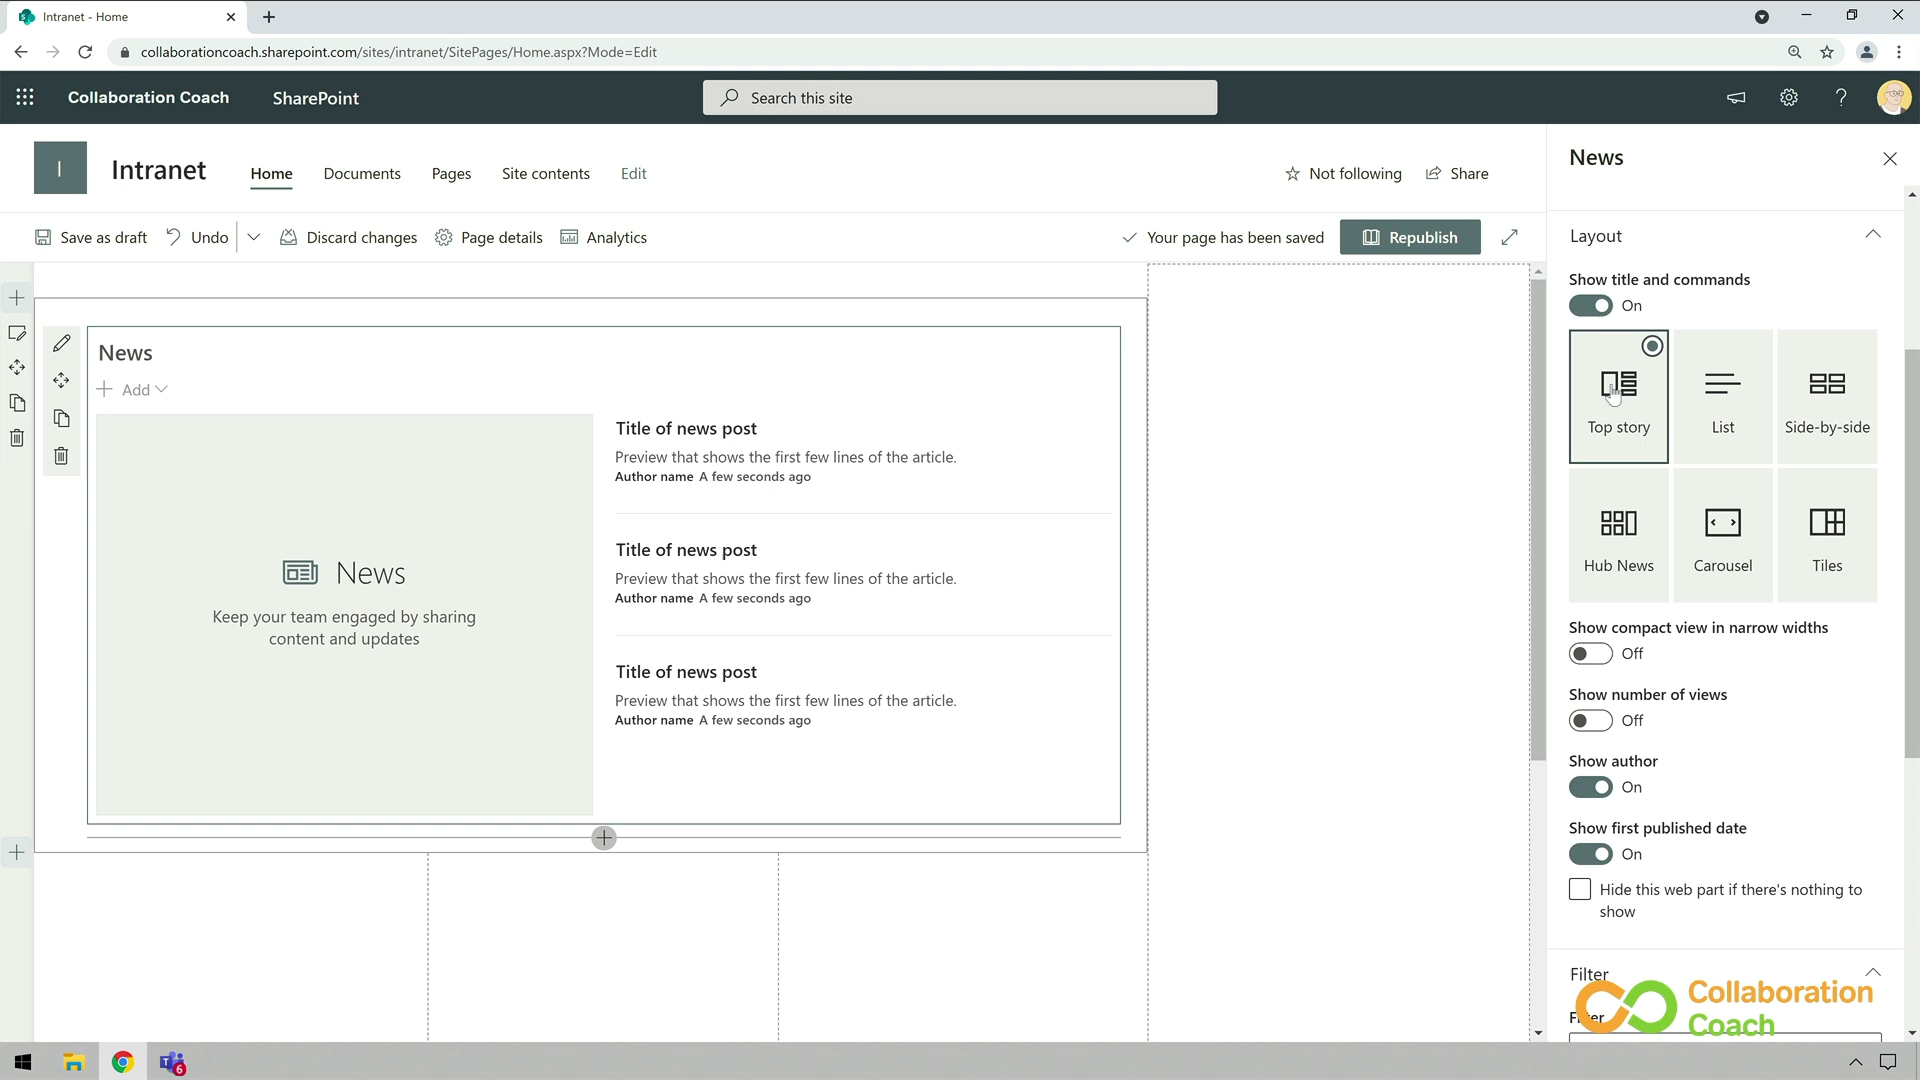 Intranet - Home
collaborationcoach.sharepoint.com/sites/intranet/SitePages/Home.aspx?Mode=Edit
Collaboration Coach
SharePoint
Search this site
I
Intranet
Home
Documents
Pages
Site contents
Edit
Not following
Share
Save as draft
Undo
Discard changes
Page details
Analytics
Your page has been saved
Republish
News
Add
News
Keep your team engaged by sharing
content and updates
Title of news post
Preview that shows the first few lines of the article.
Author name A few seconds ago
Title of news post
Preview that shows the first few lines of the article.
Author name A few seconds ago
Title of news post
Preview that shows the first few lines of the article.
Author name A few seconds ago
News
Layout
Show title and commands
On
Top story
List
Side-by-side
Hub News
Carousel
Tiles
Show compact view in narrow widths
Off
Show number of views
Off
Show author
On
Show first published date
On
Hide this web part if there's nothing to
show
Filter
Filter
Collaboration
Coach
6